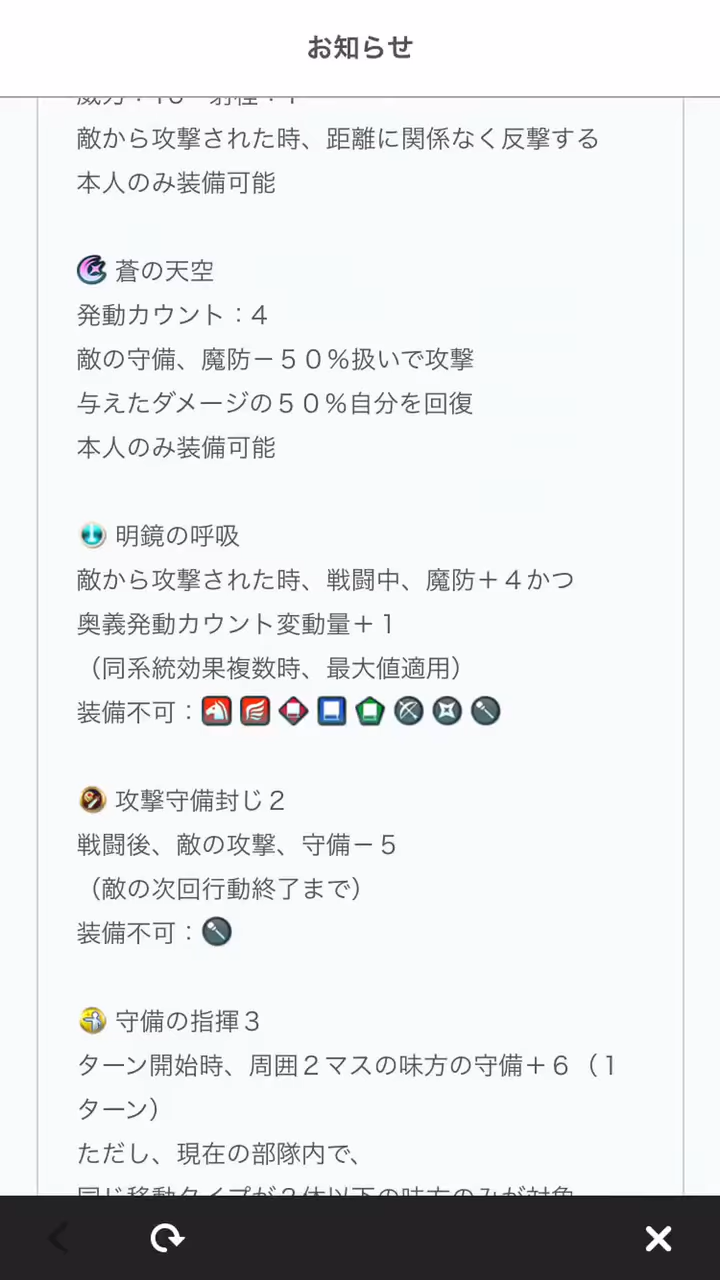 お知らせ
敵から攻撃された時、距離に関係なく反撃する
本人のみ装備可能
蒼の天空
発動カウント：4
敵の守備、魔防－５０％扱いで攻撃
与えたダメージの５０％自分を回復
本人のみ装備可能
明鏡の呼吸
敵から攻撃された時、戦闘中、魔防＋４かつ
奥義発動カウント変動量＋１
（同系統効果複数時、最大値適用）
装備不可：
攻撃守備封じ２
戦闘後、敵の攻撃、守備－５
（敵の次回行動終了まで）
装備不可：
守備の指揮３
ターン開始時、周囲２マスの味方の守備＋６（１
ターン）
ただし、現在の部隊内で、